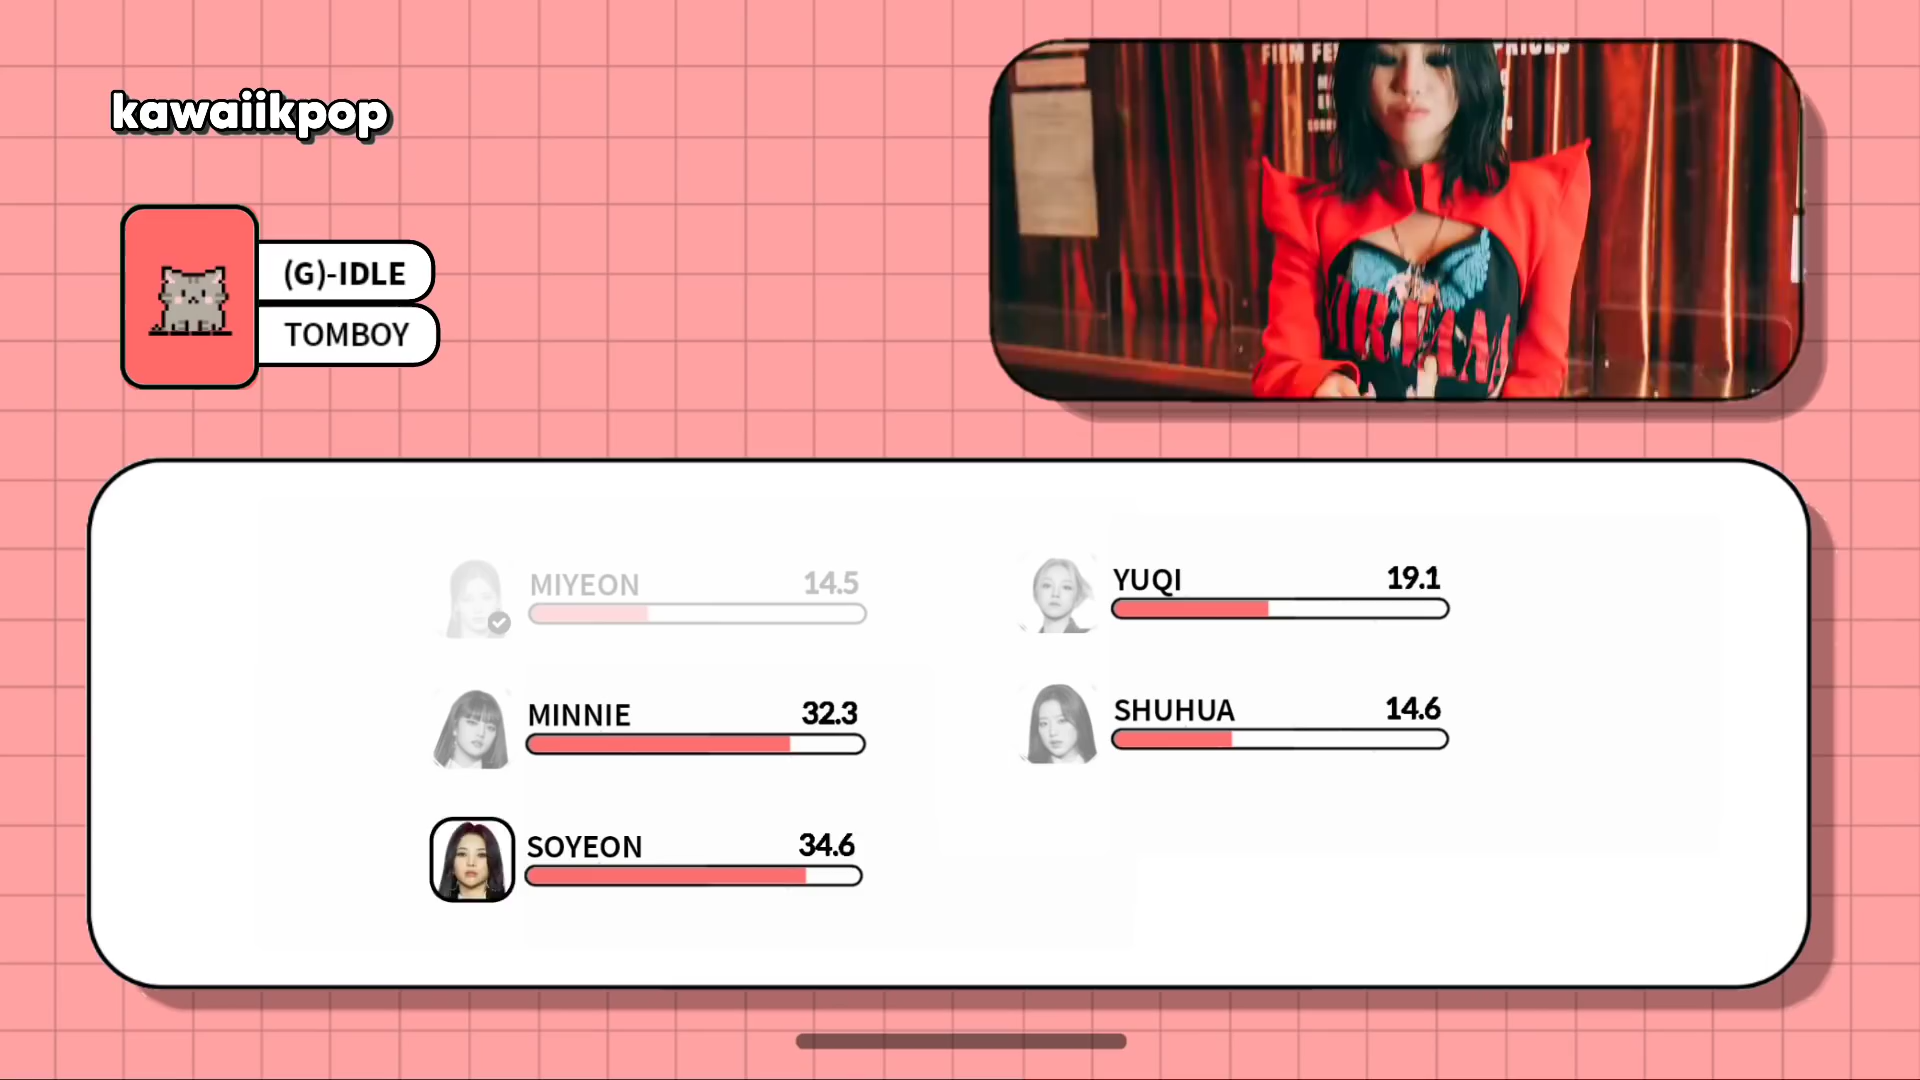 kawaiikpop
(G)-IDLE
TOMBOY
MIYEON 14.5
MINNIE 32.3
SOYEON 34.6
YUQI 19.1
SHUHUA 14.6